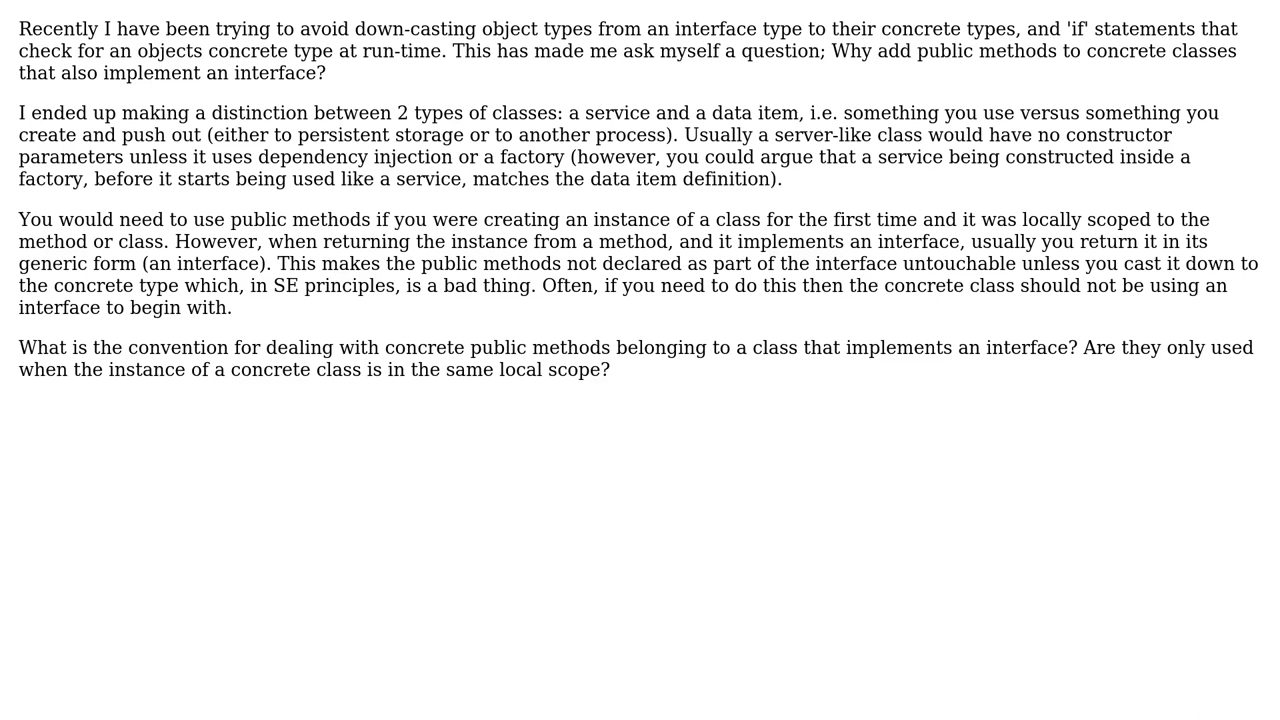 Recently I have been trying to avoid down-casting object types from an interface type to their concrete types, and 'if' statements that
check for an objects concrete type at run-time. This has made me ask myself a question; Why add public methods to concrete classes
that also implement an interface?
I ended up making a distinction between 2 types of classes: a service and a data item, i.e. something you use versus something you
create and push out (either to persistent storage or to another process). Usually a server-like class would have no constructor
parameters unless it uses dependency injection or a factory (however, you could argue that a service being constructed inside a
factory, before it starts being used like a service, matches the data item definition).
You would need to use public methods if you were creating an instance of a class for the first time and it was locally scoped to the
method or class. However, when returning the instance from a method, and it implements an interface, usually you return it in its
generic form (an interface). This makes the public methods not declared as part of the interface untouchable unless you cast it down to
the concrete type which, in SE principles, is a bad thing. Often, if you need to do this then the concrete class should not be using an
interface to begin with.
What is the convention for dealing with concrete public methods belonging to a class that implements an interface? Are they only used
when the instance of a concrete class is in the same local scope?